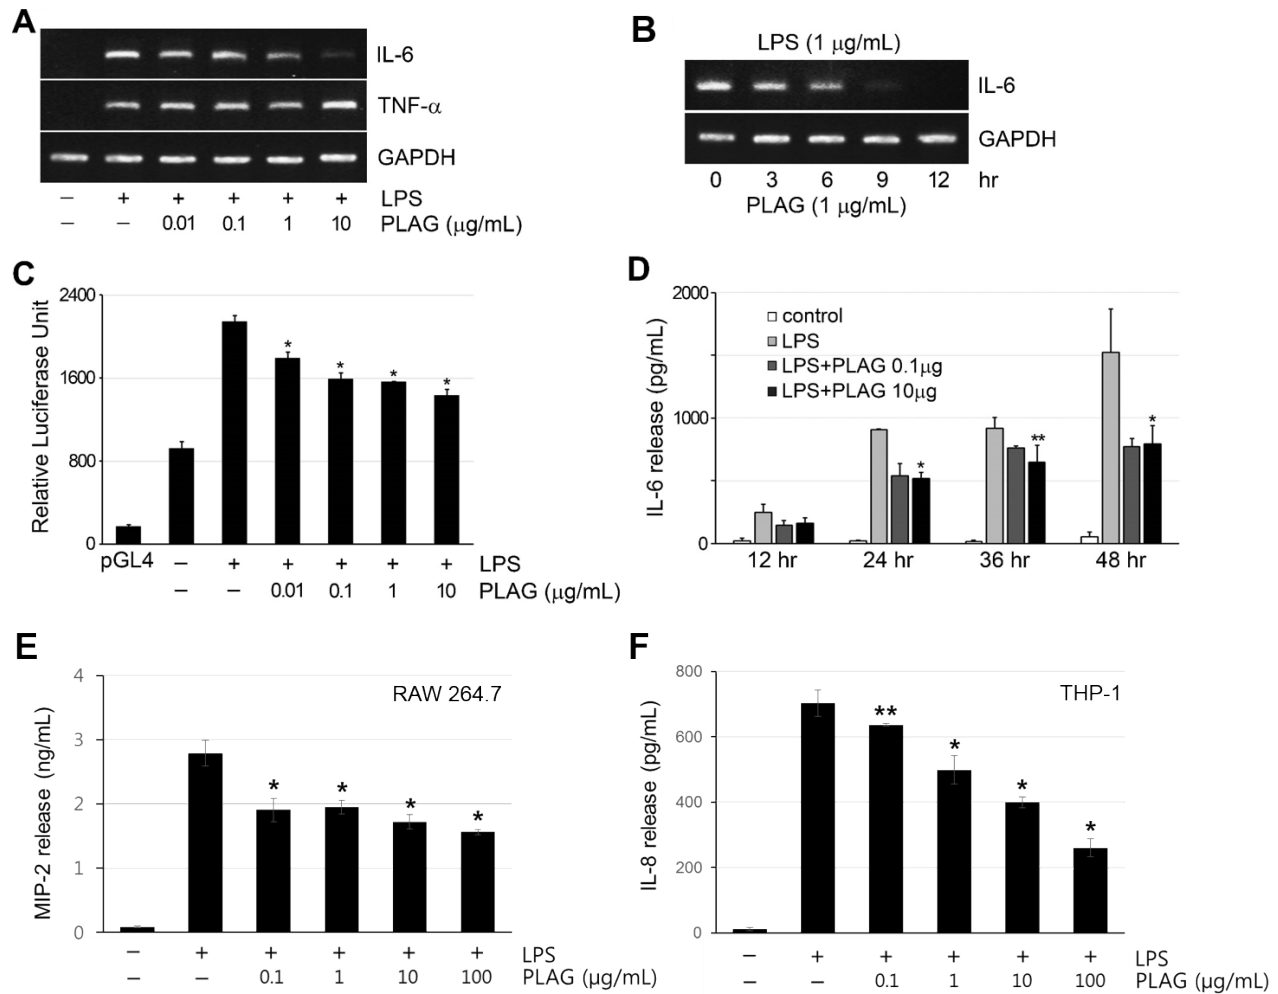 A
IL-6
TNF-α
GAPDH
– + + + + + LPS
– – 0.01 0.1 1 10 PLAG (μg/mL)
B
LPS (1 μg/mL)
IL-6
GAPDH
0 3 6 9 12 hr
PLAG (1 μg/mL)
C
Relative Luciferase Unit
2400
1600
800
0
* * * *
pGL4 – + + + + + LPS
– – 0.01 0.1 1 10 PLAG (μg/mL)
D
IL-6 release (pg/mL)
2000
1000
0
control
LPS
LPS+PLAG 0.1μg
LPS+PLAG 10μg
* ** *
12 hr 24 hr 36 hr 48 hr
E
MIP-2 release (ng/mL)
4
3
2
1
0
RAW 264.7
* * * *
– + + + + + LPS
– – 0.1 1 10 100 PLAG (μg/mL)
F
IL-8 release (pg/mL)
800
600
400
200
0
THP-1
** * * *
– + + + + + LPS
– – 0.1 1 10 100 PLAG (μg/mL)